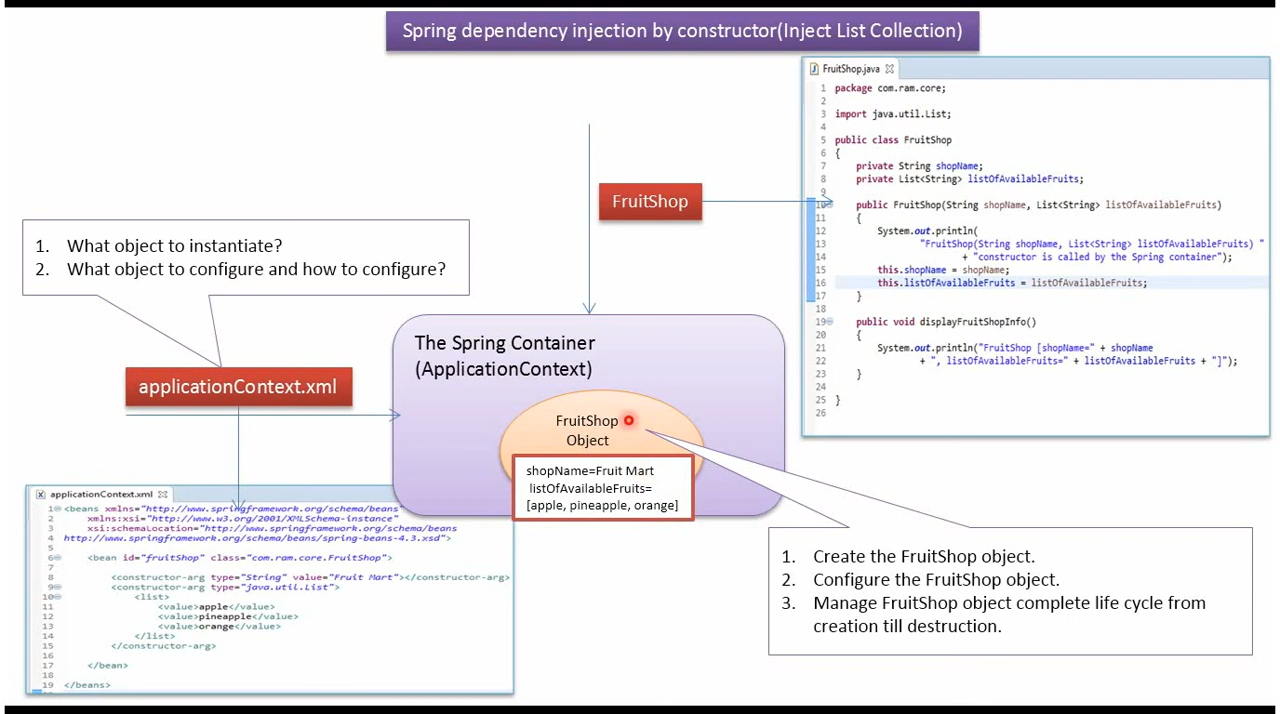 Spring dependency injection by constructor(Inject List Collection)
FruitShop.java
1 package com.ram.core;
2
3 import java.util.List;
4
5 public class FruitShop
6 {
7 private String shopName;
8 private List<String> listOfAvailableFruits;
9
10 public FruitShop(String shopName, List<String> listOfAvailableFruits)
11 {
12 System.out.println(
13 "FruitShop(String shopName, List<String> listOfAvailableFruits) "
14 + "constructor is called by the Spring container");
15 this.shopName = shopName;
16 this.listOfAvailableFruits = listOfAvailableFruits;
17 }
18
19 public void displayFruitShopInfo()
20 {
21 System.out.println("FruitShop [shopName=" + shopName
22 + ", listOfAvailableFruits=" + listOfAvailableFruits + "]");
23 }
24
25 }
26
FruitShop
1. What object to instantiate?
2. What object to configure and how to configure?
applicationContext.xml
The Spring Container
(ApplicationContext)
FruitShop
Object
shopName=Fruit Mart
listOfAvailableFruits=
[apple, pineapple, orange]
applicationContext.xml
1 <beans xmlns="http://www.springframework.org/schema/beans"
2 xmlns:xsi="http://www.w3.org/2001/XMLSchema-instance"
3 xsi:schemaLocation="http://www.springframework.org/schema/beans
4 http://www.springframework.org/schema/beans/spring-beans-4.3.xsd">
5
6 <bean id="fruitShop" class="com.ram.core.FruitShop">
7
8 <constructor-arg type="String" value="Fruit Mart"></constructor-arg>
9 <constructor-arg type="java.util.List">
10 <list>
11 <value>apple</value>
12 <value>pineapple</value>
13 <value>orange</value>
14 </list>
15 </constructor-arg>
16
17 </bean>
18
19 </beans>
1. Create the FruitShop object.
2. Configure the FruitShop object.
3. Manage FruitShop object complete life cycle from
creation till destruction.